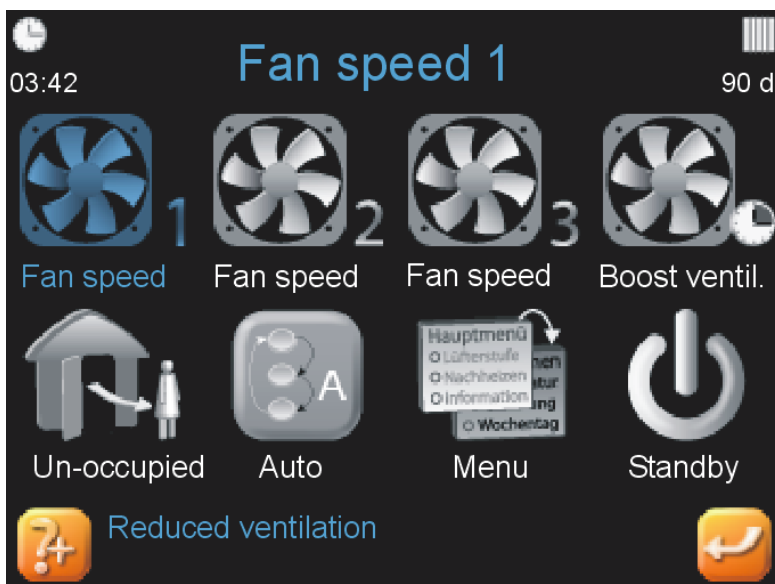 Fan speed 1
03:42
90 d
1
2
3
Fan speed
Fan speed
Fan speed
Boost ventil.
Hauptmenü
Lüfterstufe
Nachheizen
Information
Wochentag
A
Un-occupied
Auto
Menu
Standby
?+
Reduced ventilation